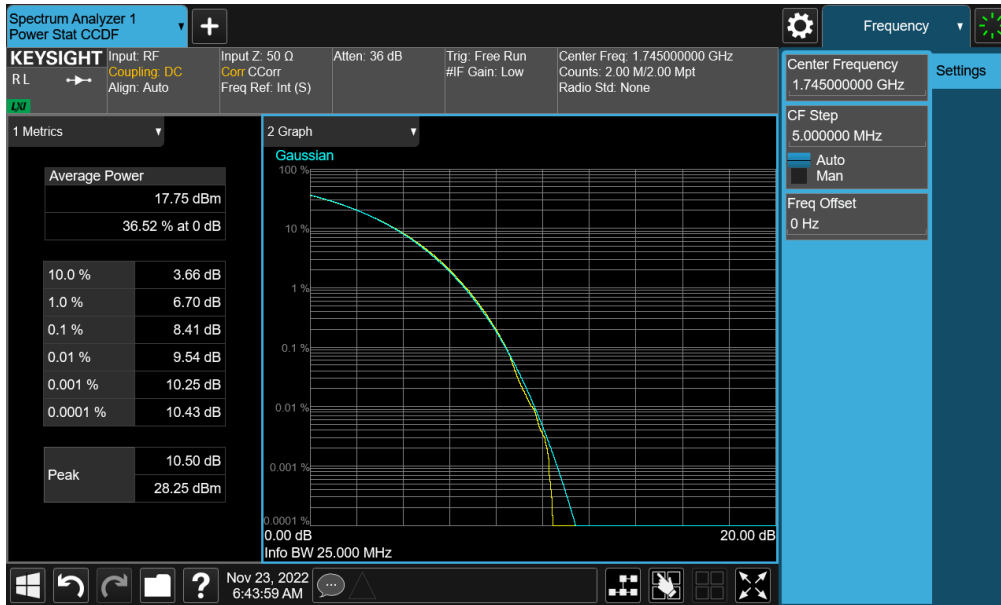 Spectrum Analyzer 1
Power Stat CCDF
Frequency
KEYSIGHT
R L
LXI
Input: RF
Coupling: DC
Align: Auto
Input Z: 50 Ω
Corr CCorr
Freq Ref: Int (S)
Atten: 36 dB
Trig: Free Run
#IF Gain: Low
Center Freq: 1.745000000 GHz
Counts: 2.00 M/2.00 Mpt
Radio Std: None
Center Frequency
1.745000000 GHz
Settings
CF Step
5.000000 MHz
Auto
Man
Freq Offset
0 Hz
1 Metrics
Average Power
17.75 dBm
36.52 % at 0 dB
10.0 % 3.66 dB
1.0 % 6.70 dB
0.1 % 8.41 dB
0.01 % 9.54 dB
0.001 % 10.25 dB
0.0001 % 10.43 dB
Peak
10.50 dB
28.25 dBm
2 Graph
Gaussian
100 %
10 %
1 %
0.1 %
0.01 %
0.001 %
0.0001 %
0.00 dB 20.00 dB
Info BW 25.000 MHz
?
Nov 23, 2022
6:43:59 AM